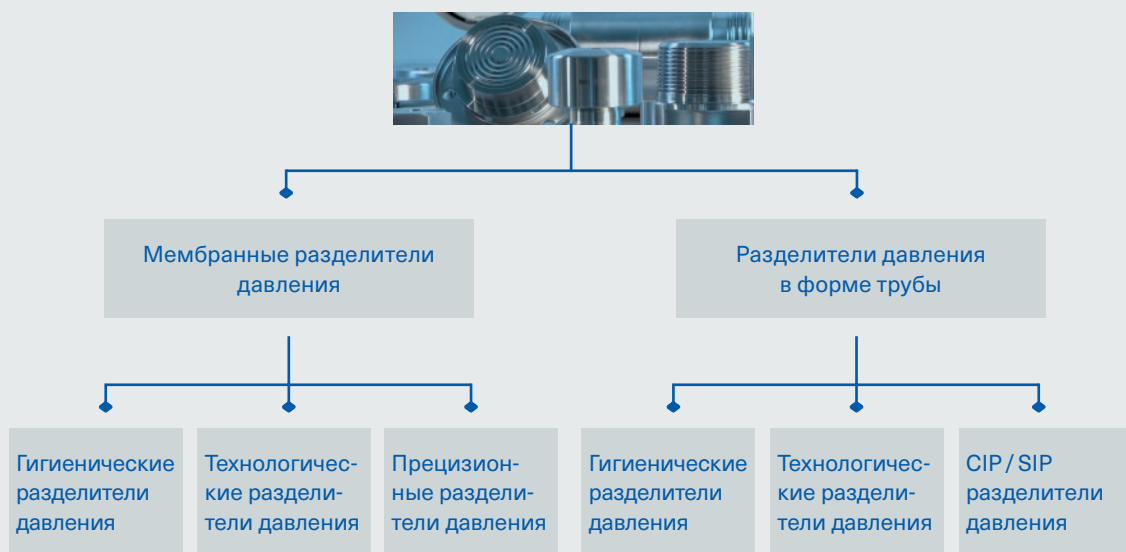 Мембранные разделители
давления
Разделители давления
в форме трубы
Гигиенические
разделители
давления
Технологичес-
кие раздели-
тели давления
Прецизион-
ные раздели-
тели давления
Гигиенические
разделители
давления
Технологичес-
кие раздели-
тели давления
CIP / SIP
разделители
давления